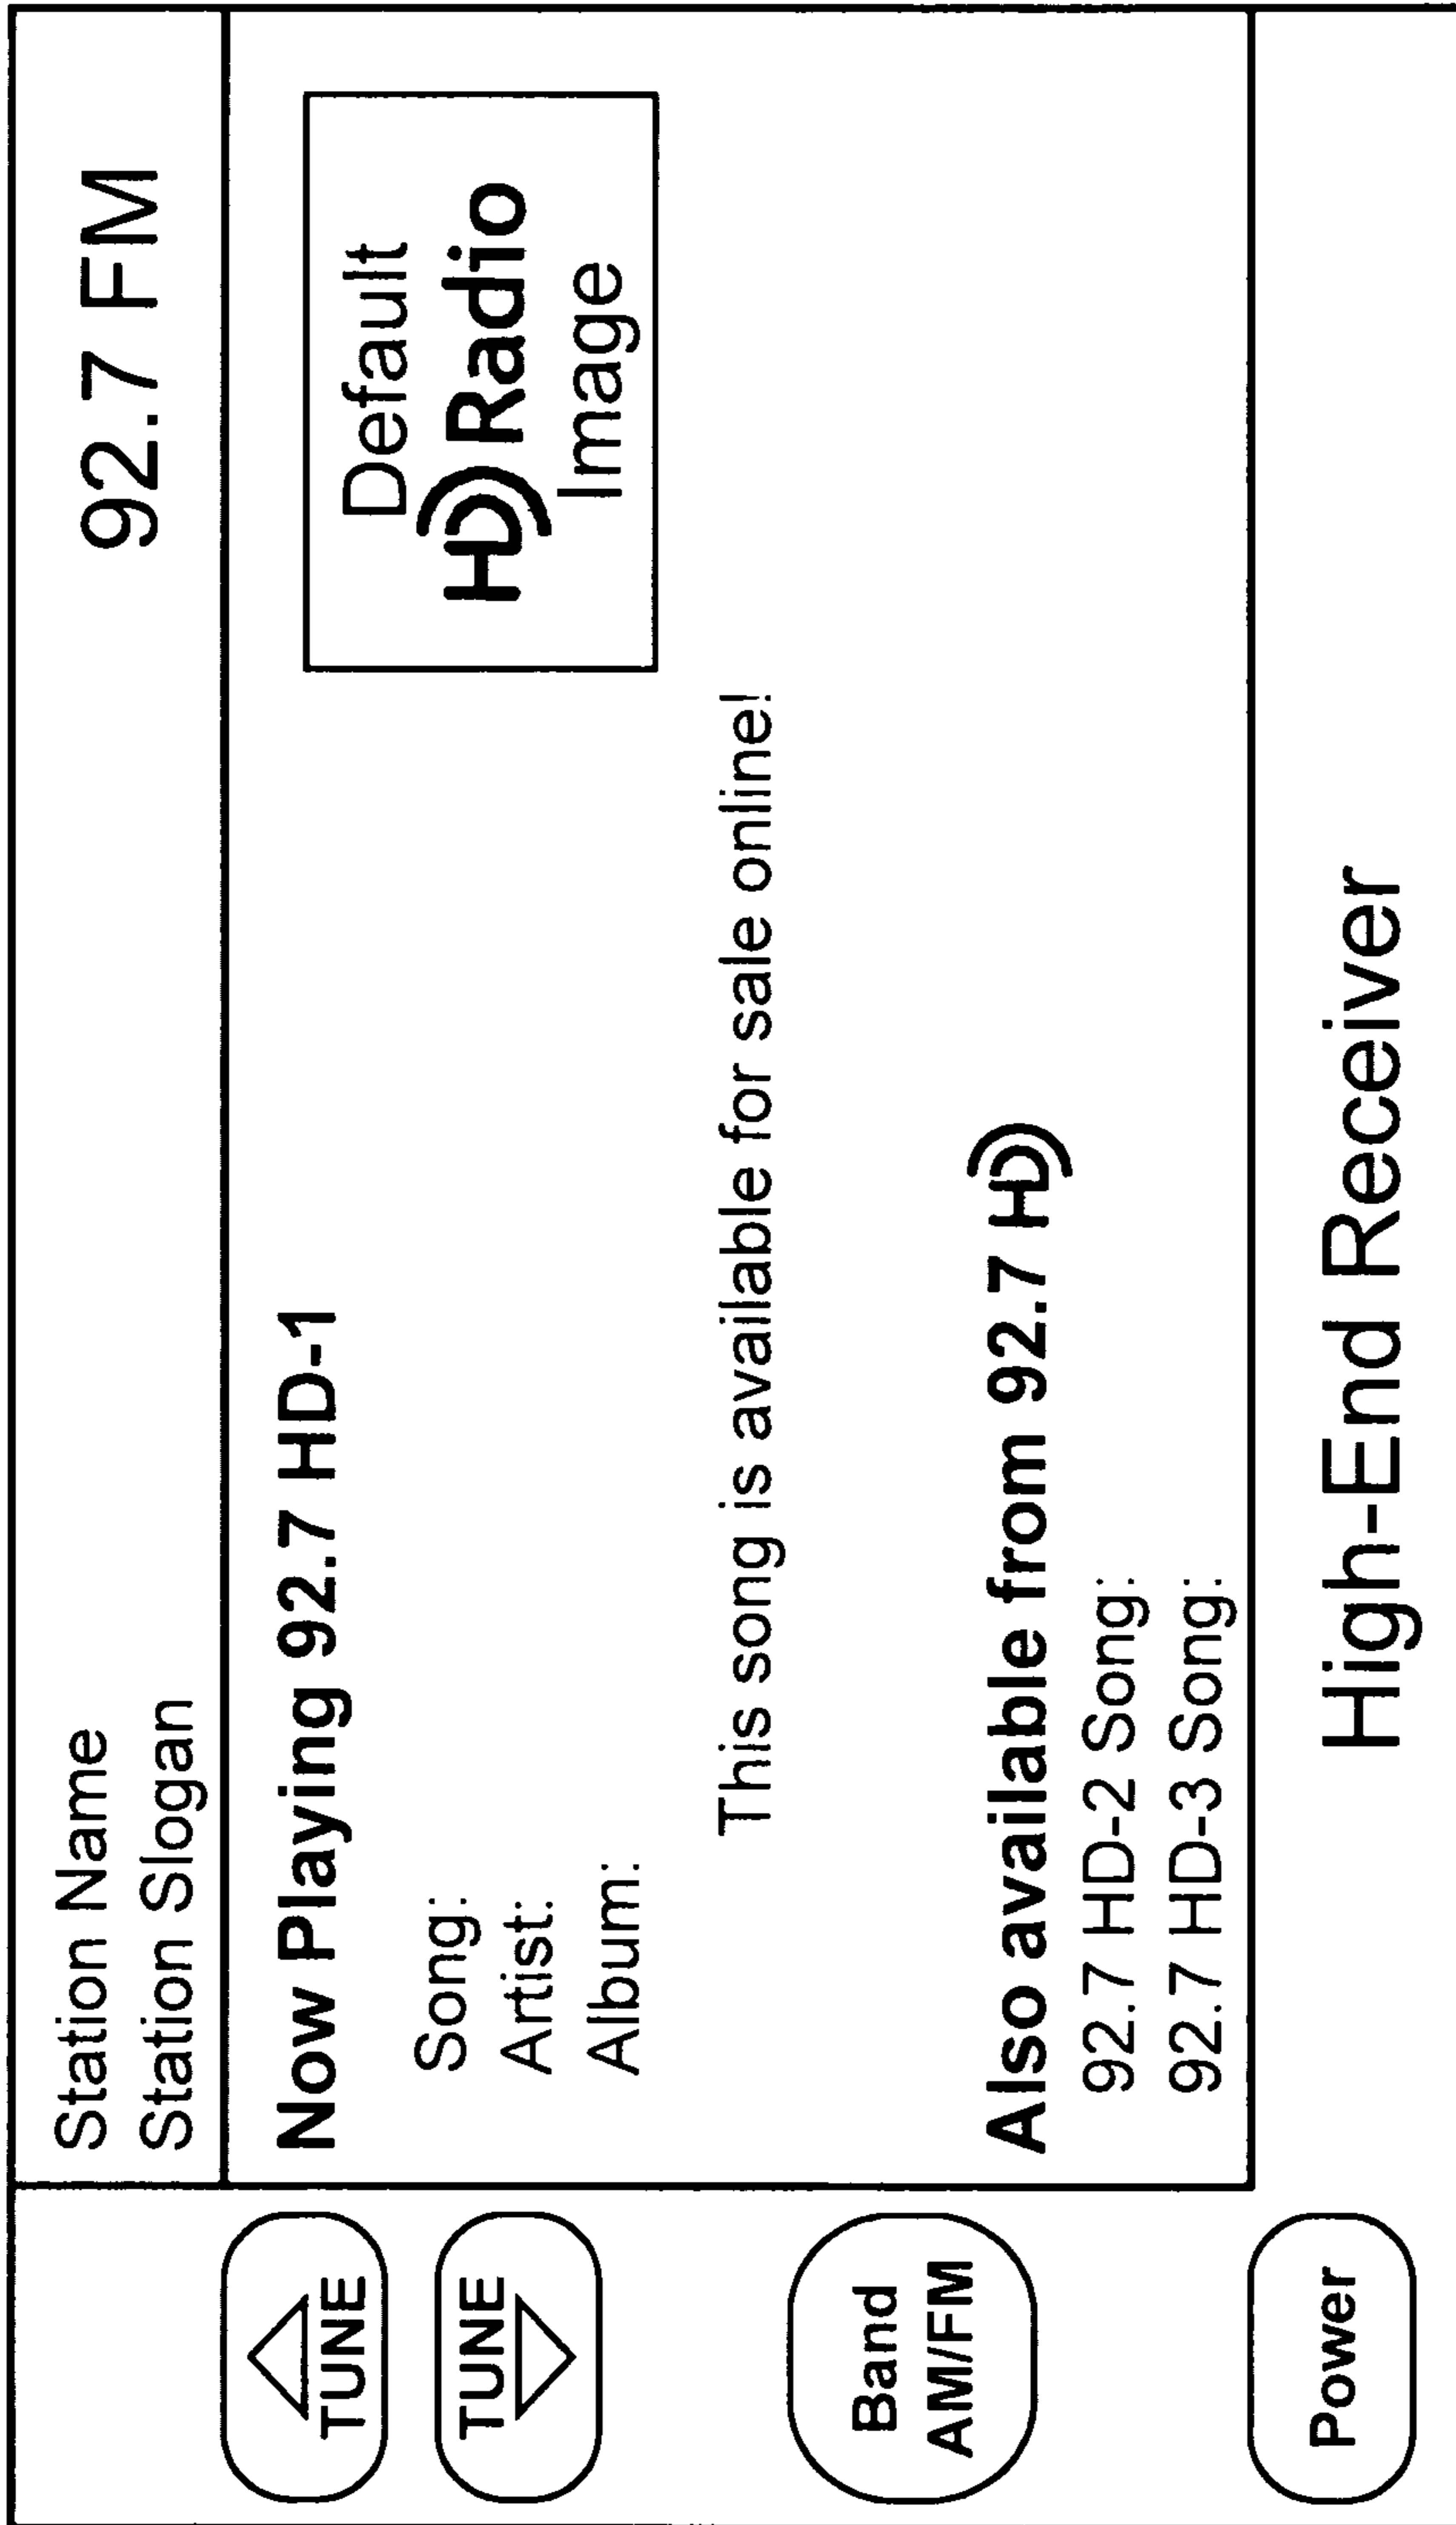 Station Name
Station Slogan
92.7 FM
TUNE
TUNE
Band
AM/FM
Power
Now Playing 92.7 HD-1
Song:
Artist:
Album:
Default
HD Radio
Image
This song is available for sale online!
Also available from 92.7 HD
92.7 HD-2 Song:
92.7 HD-3 Song:
High-End Receiver